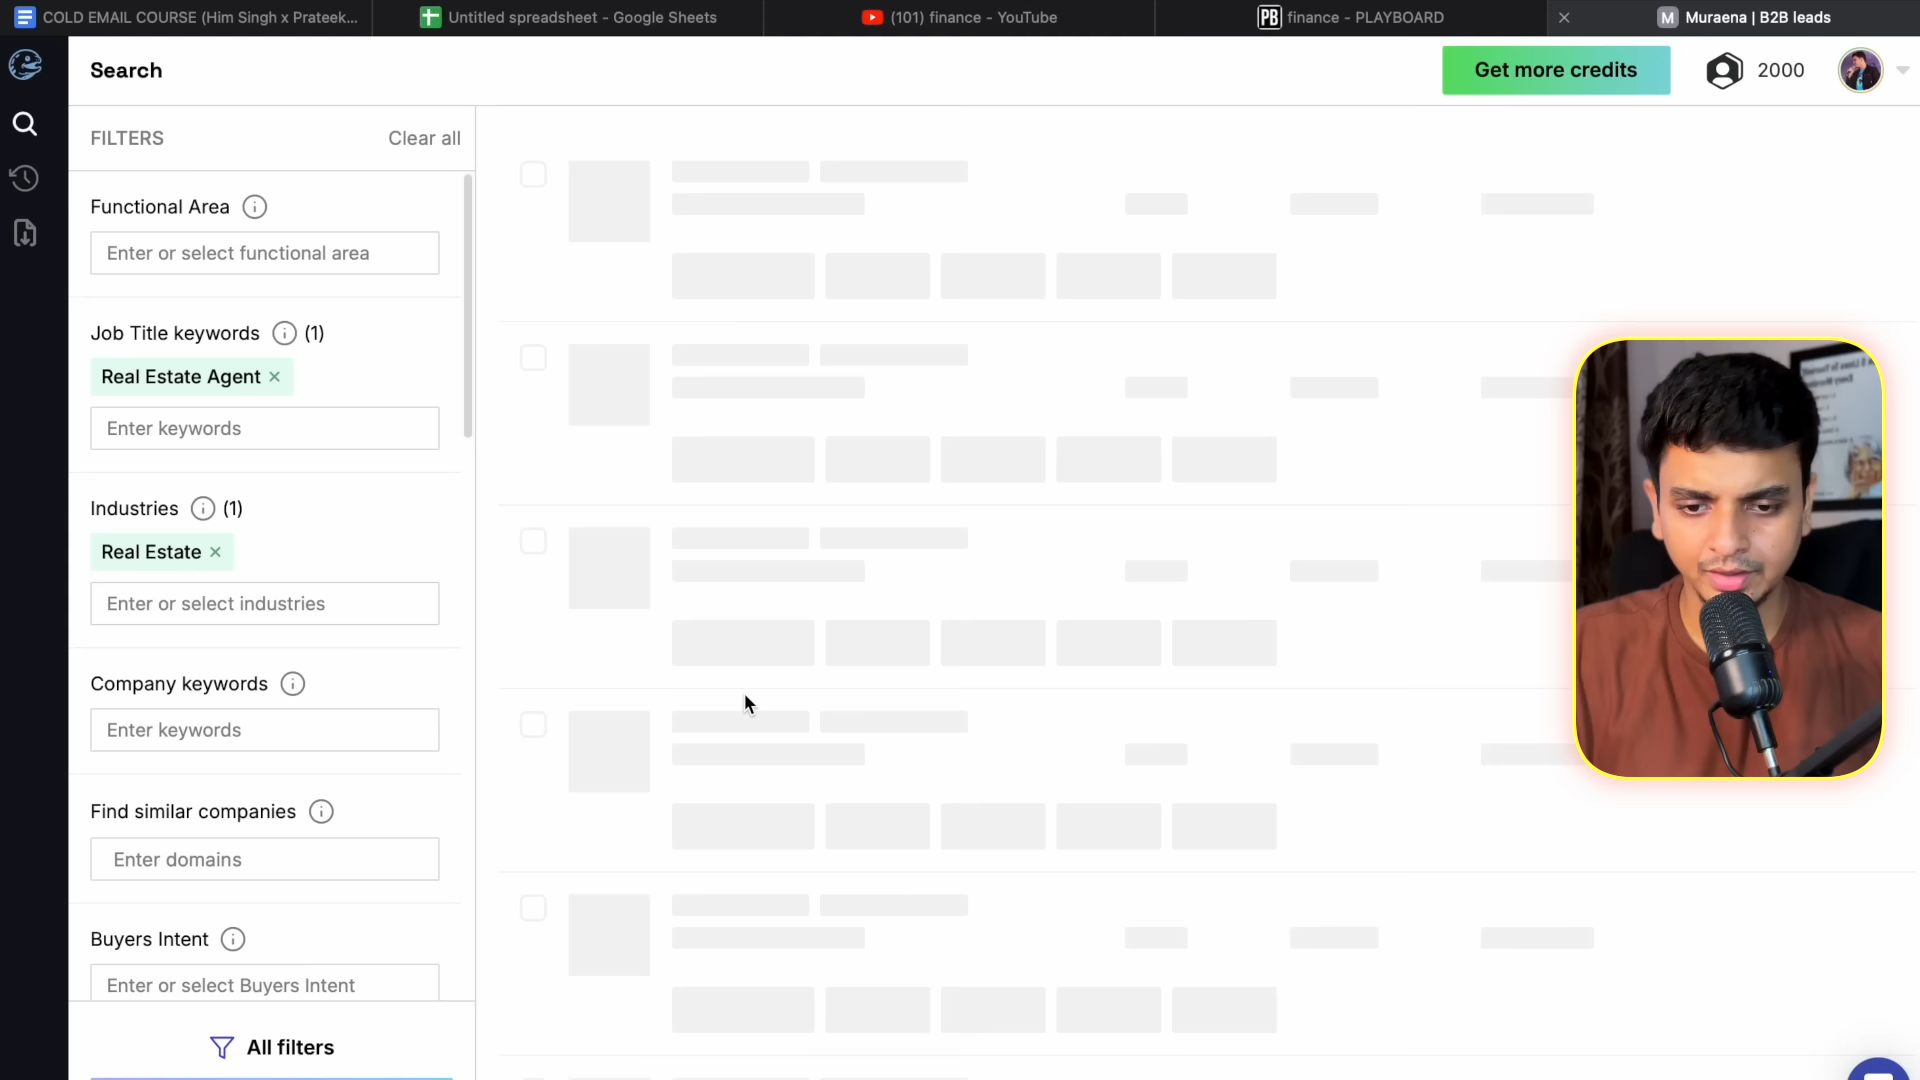 COLD EMAIL COURSE (Him Singh x Prateek...
Untitled spreadsheet - Google Sheets
(101) finance - YouTube
PB finance - PLAYBOARD
M Muraena | B2B leads
Search
Get more credits
2000
FILTERS
Clear all
Functional Area
Enter or select functional area
Job Title keywords (1)
Real Estate Agent ×
Enter keywords
Industries (1)
Real Estate ×
Enter or select industries
Company keywords
Enter keywords
Find similar companies
Enter domains
Buyers Intent
Enter or select Buyers Intent
All filters